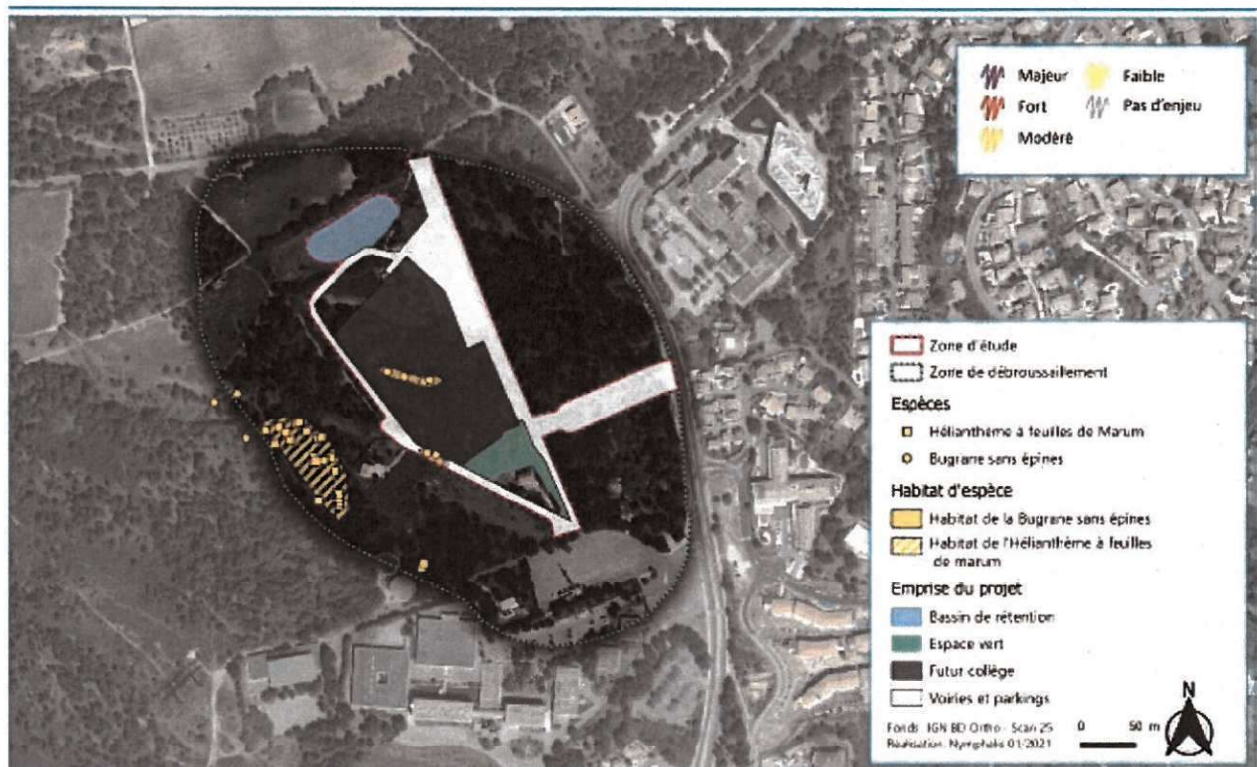 Majeur
Faible
Fort
Pas d'enjeu
Modéré
Zone d'étude
Zone de débroussaillement
Espèces
Hélianthème à feuilles de Marum
Bugrane sans épines
Habitat d'espèce
Habitat de la Bugrane sans épines
Habitat de l'Hélianthème à feuilles
de marum
Emprise du projet
Bassin de rétention
Espace vert
Futur collège
Voiries et parkings
Fonds IGN BD Ortho - Scan 25
Réalisation: Nymphalis 01/2021
0 50 m
N